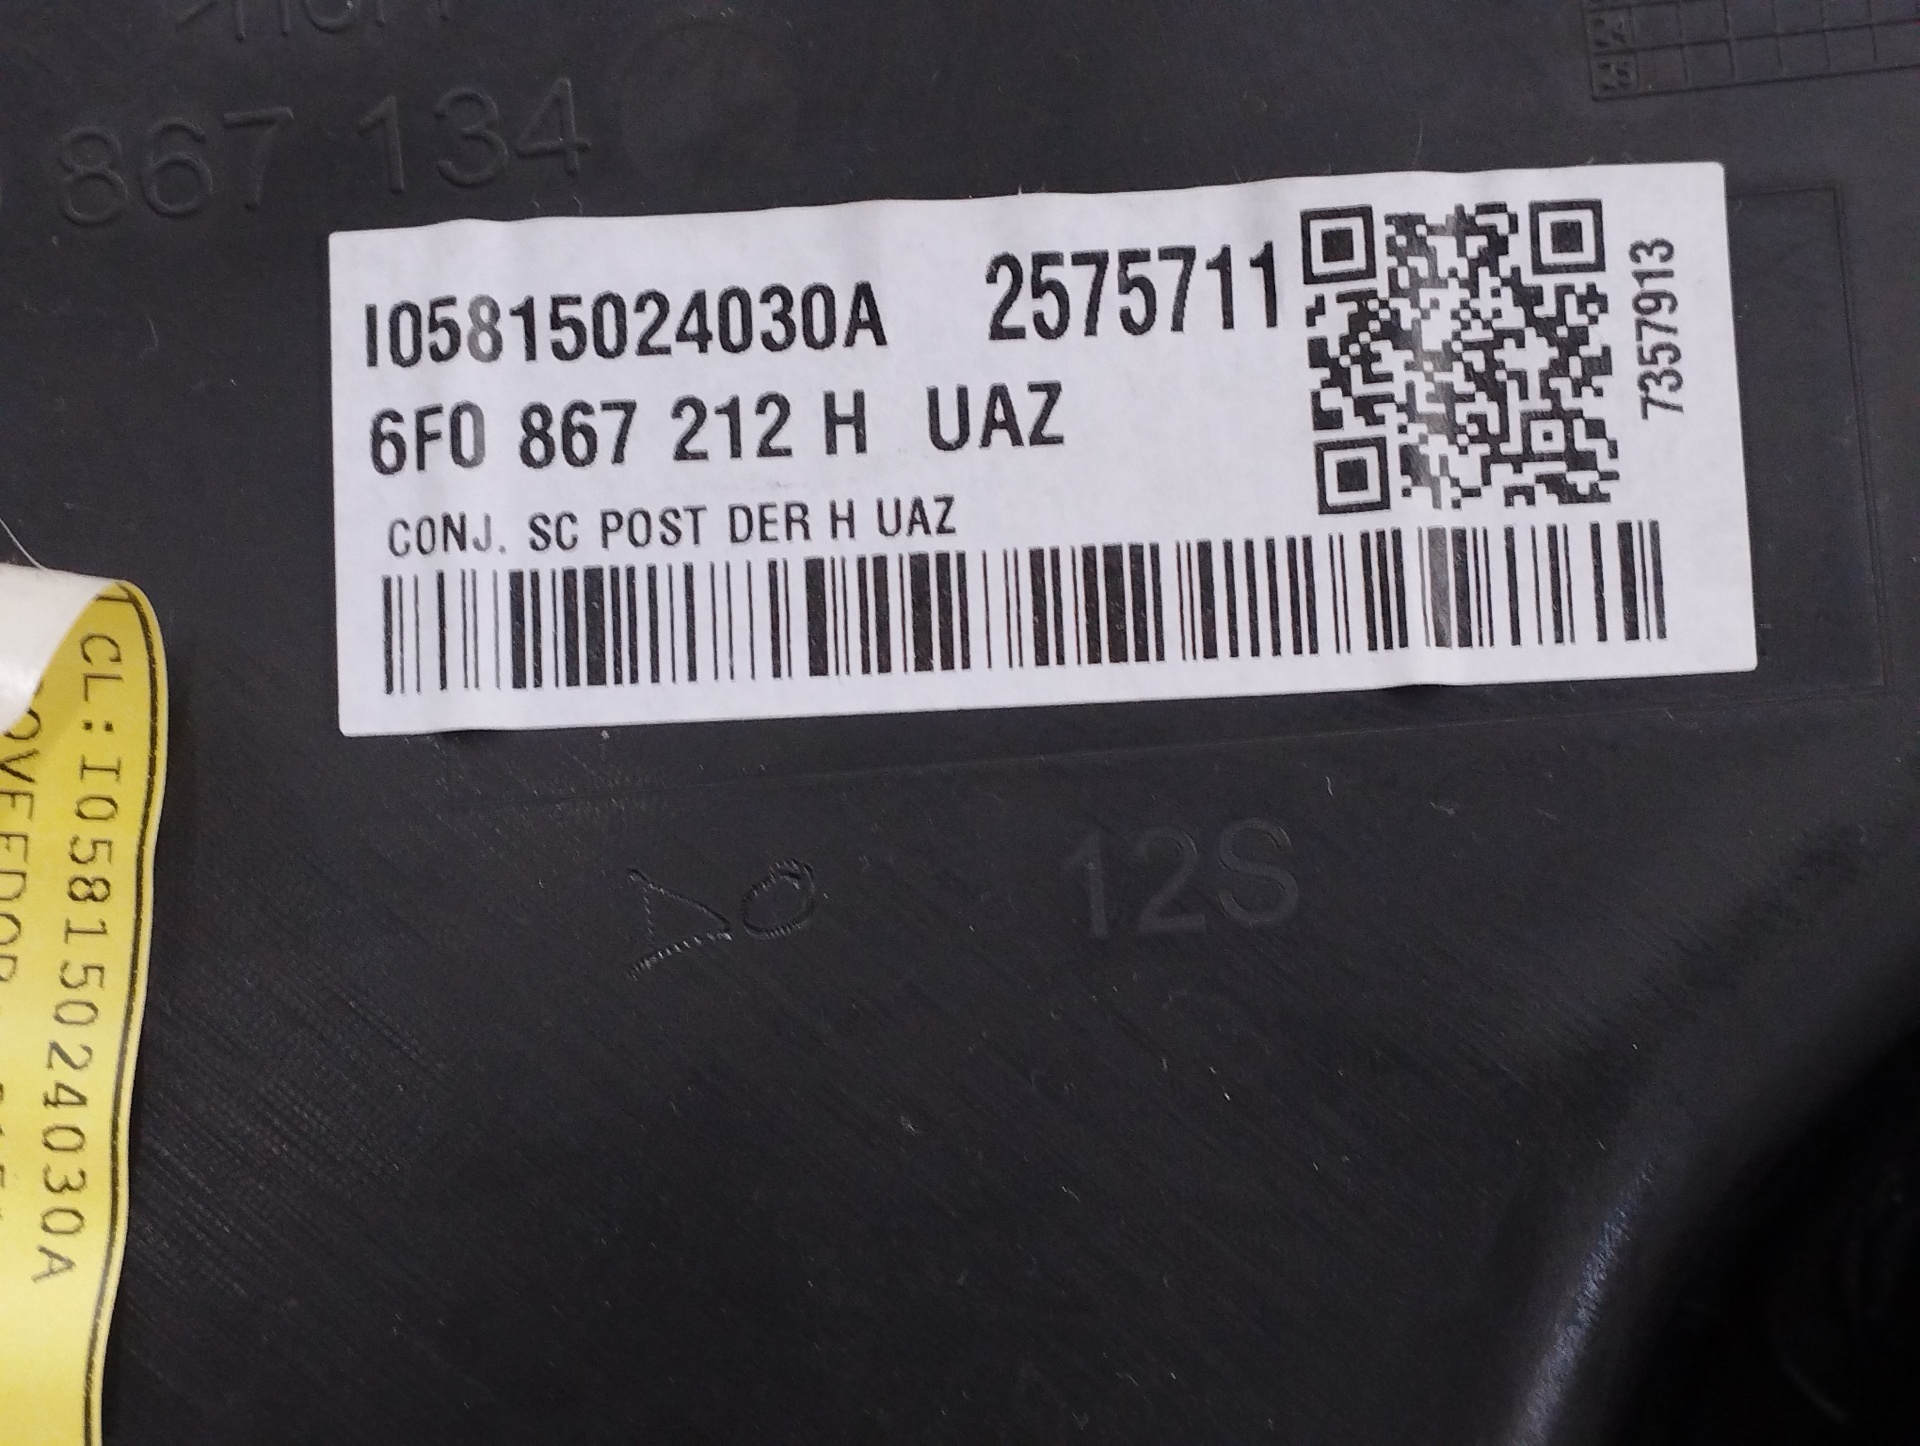 867 134
I05815024030A 2575711
7357913
6F0 867 212 H UAZ
CONJ. SC POST DER H UAZ
12S
CL:I05815024030A